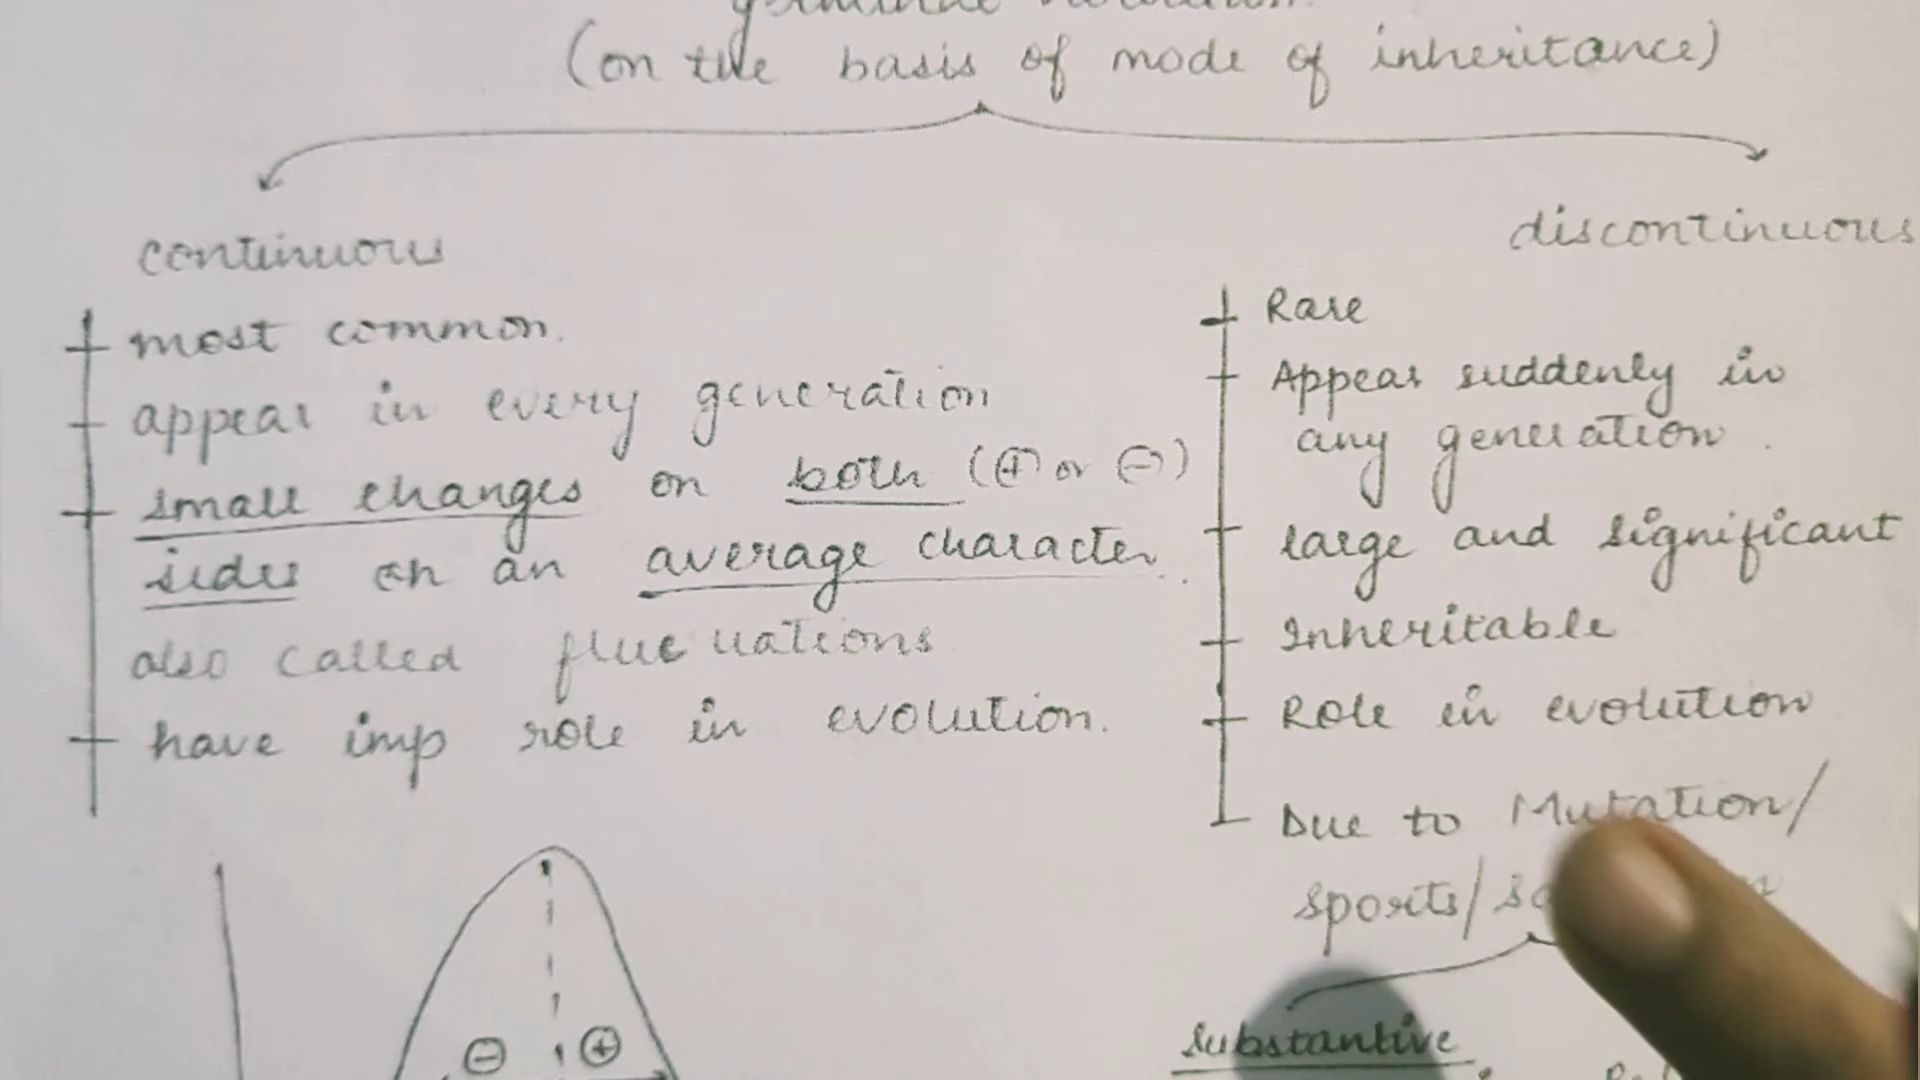 (on the basis of mode of inheritance)
continuous
most common.
appear in every generation
small changes on both (+ or -)
sides on an average character.
also called fluctuations
have imp role in evolution.
- +
discontinuous
Rare
Appear suddenly in
any generation.
large and significant
Inheritable
Role in evolution
Due to Mutation/
sports/
substantive